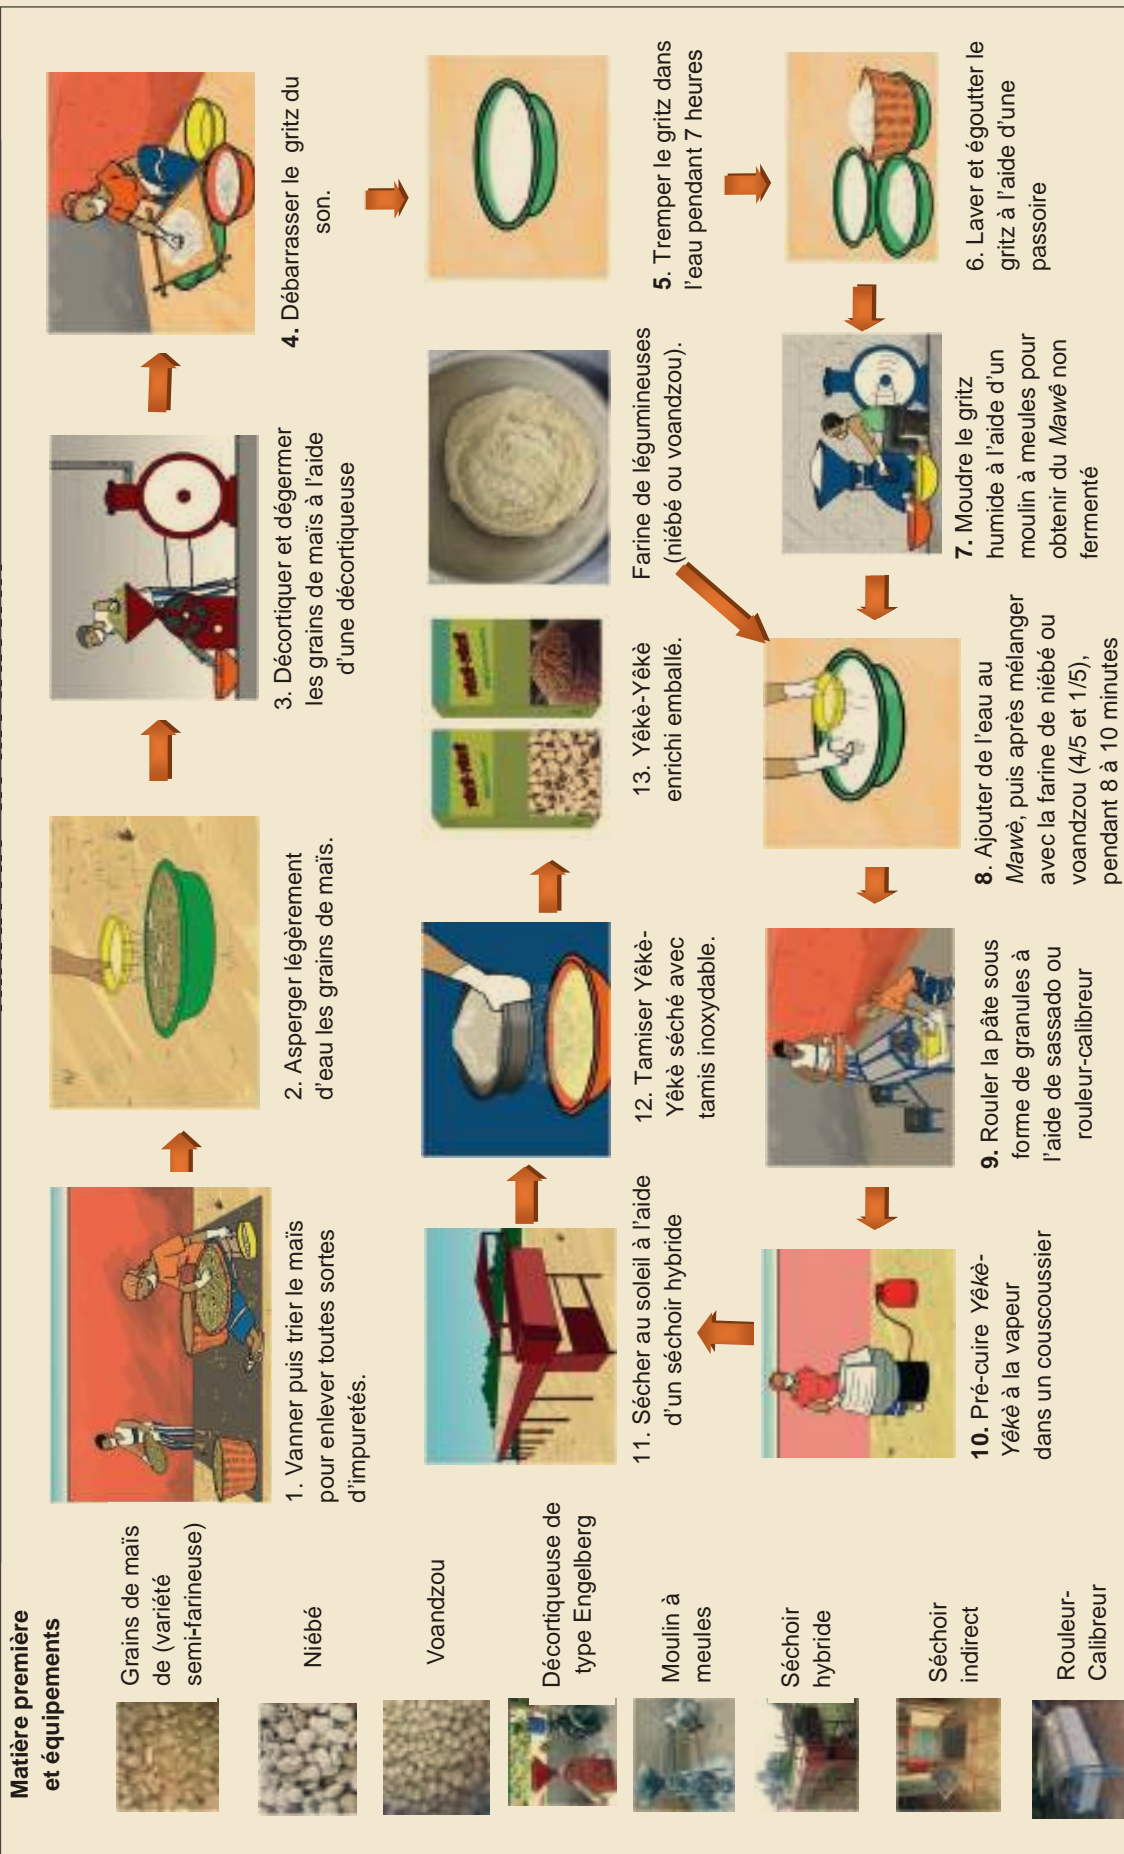 Matière première
et équipements
Grains de maïs
de (variété
semi-farineuse)
Niébé
Voandzou
Décortiqueuse de
type Engelberg
Moulin à
meules
Séchoir
hybride
Séchoir
indirect
Rouleur-
Calibreur
1. Vanner puis trier le maïs
pour enlever toutes sortes
d'impuretés.
2. Asperger légèrement
d'eau les grains de maïs.
3. Décortiquer et dégermer
les grains de maïs à l'aide
d'une décortiqueuse
4. Débarrasser le gritz du
son.
5. Tremper le gritz dans
l'eau pendant 7 heures
6. Laver et égoutter le
gritz à l'aide d'une
passoire
7. Moudre le gritz
humide à l'aide d'un
moulin à meules pour
obtenir du Mawê non
fermenté
Farine de légumineuses
(niébé ou voandzou).
8. Ajouter de l'eau au
Mawè, puis après mélanger
avec la farine de niébé ou
voandzou (4/5 et 1/5),
pendant 8 à 10 minutes
9. Rouler la pâte sous
forme de granules à
l'aide de sassado ou
rouleur-calibreur
10. Pré-cuire Yêkè-
Yêkè à la vapeur
dans un couscoussier
11. Sécher au soleil à l'aide
d'un séchoir hybride
12. Tamiser Yêkè-
Yêkè séché avec
tamis inoxydable.
13. Yêkè-Yêkè
enrichi emballé.